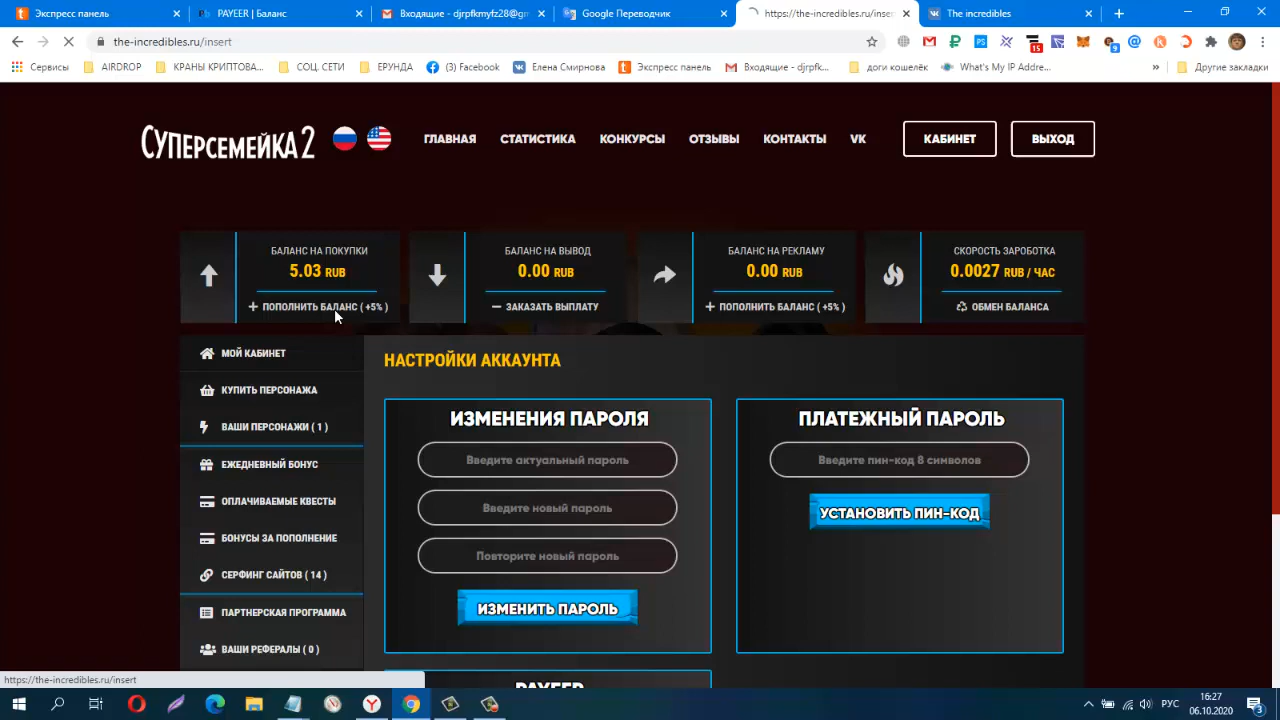 Экспресс панель
PAYEER | Баланс
Входящие - djrpfkmyfz28@gm
Google Переводчик
https://the-incredibles.ru/insert
The incredibles
the-incredibles.ru/insert
15
9
Сервисы
AIRDROP
КРАНЫ КРИПТОВА...
СОЦ. СЕТИ
ЕРУНДА
(3) Facebook
Елена Смирнова
Экспресс панель
Входящие - djrpfk...
доги кошелёк
What's My IP Addre...
»
Другие закладки
СУПЕРСЕМЕЙКА 2
ГЛАВНАЯ
СТАТИСТИКА
КОНКУРСЫ
ОТЗЫВЫ
КОНТАКТЫ
VK
КАБИНЕТ
ВЫХОД
БАЛАНС НА ПОКУПКИ
5.03 RUB
ПОПОЛНИТЬ БАЛАНС ( +5% )
БАЛАНС НА ВЫВОД
0.00 RUB
ЗАКАЗАТЬ ВЫПЛАТУ
БАЛАНС НА РЕКЛАМУ
0.00 RUB
ПОПОЛНИТЬ БАЛАНС ( +5% )
СКОРОСТЬ ЗАРОБОТКА
0.0027 RUB / ЧАС
ОБМЕН БАЛАНСА
МОЙ КАБИНЕТ
КУПИТЬ ПЕРСОНАЖА
ВАШИ ПЕРСОНАЖИ ( 1 )
ЕЖЕДНЕВНЫЙ БОНУС
ОПЛАЧИВАЕМЫЕ КВЕСТЫ
БОНУСЫ ЗА ПОПОЛНЕНИЕ
СЕРФИНГ САЙТОВ ( 14 )
ПАРТНЕРСКАЯ ПРОГРАММА
ВАШИ РЕФЕРАЛЫ ( 0 )
НАСТРОЙКИ АККАУНТА
ИЗМЕНЕНИЯ ПАРОЛЯ
Введите актуальный пароль
Введите новый пароль
Повторите новый пароль
ИЗМЕНИТЬ ПАРОЛЬ
ПЛАТЕЖНЫЙ ПАРОЛЬ
Введите пин-код 8 символов
УСТАНОВИТЬ ПИН-КОД
PAYEER
https://the-incredibles.ru/insert
РУС
16:27
06.10.2020
3